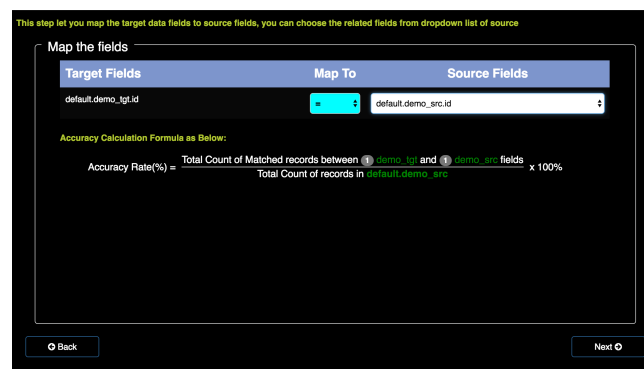 This step let you map the target data fields to source fields, you can choose the related fields from dropdown list of source
Map the fields
Target Fields Map To Source Fields
default.demo_tgt.id = default.demo_src.id
Accuracy Calculation Formula as Below:
Total Count of Matched records between 1 demo_tgt and 1 demo_src fields
Accuracy Rate(%) = x 100%
Total Count of records in default.demo_src
Back Next